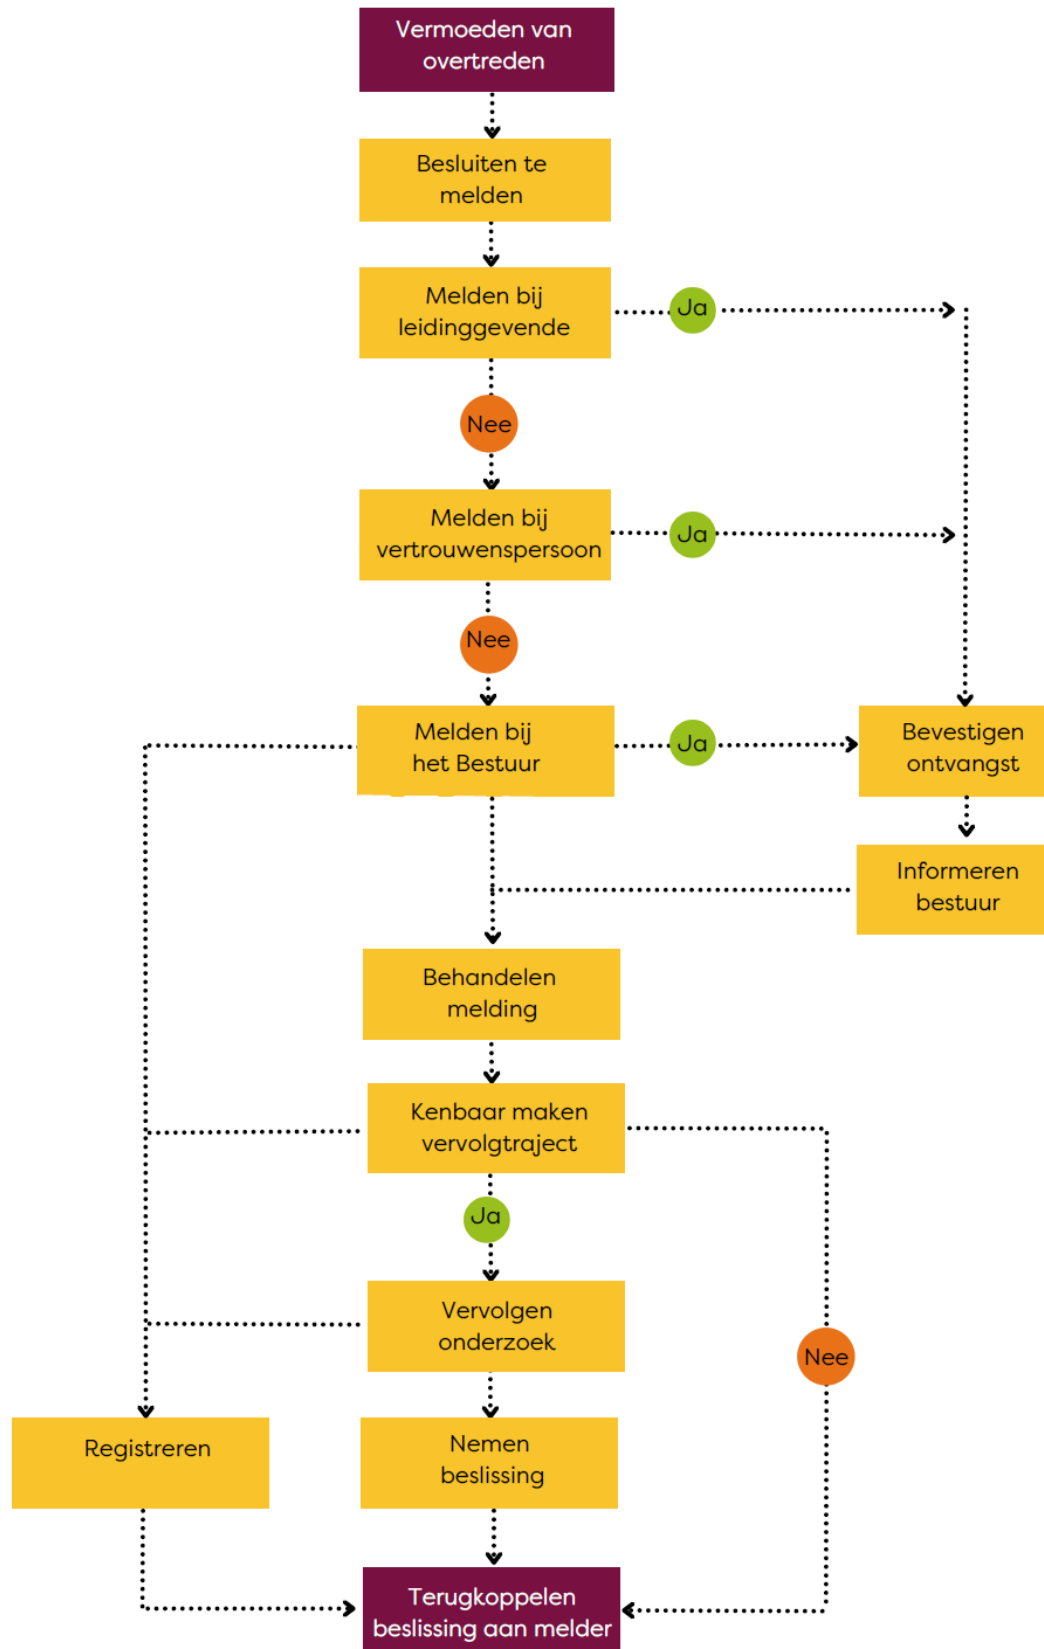 Vermoeden van
overtreden
Besluiten te
melden
Melden bij
leidinggevende
Ja
Nee
Melden bij
vertrouwenspersoon
Ja
Nee
Melden bij
het Bestuur
Ja
Bevestigen
ontvangst
Informeren
bestuur
Behandelen
melding
Kenbaar maken
vervolgtraject
Ja
Vervolgen
onderzoek
Nee
Registreren
Nemen
beslissing
Terugkoppelen
beslissing aan melder